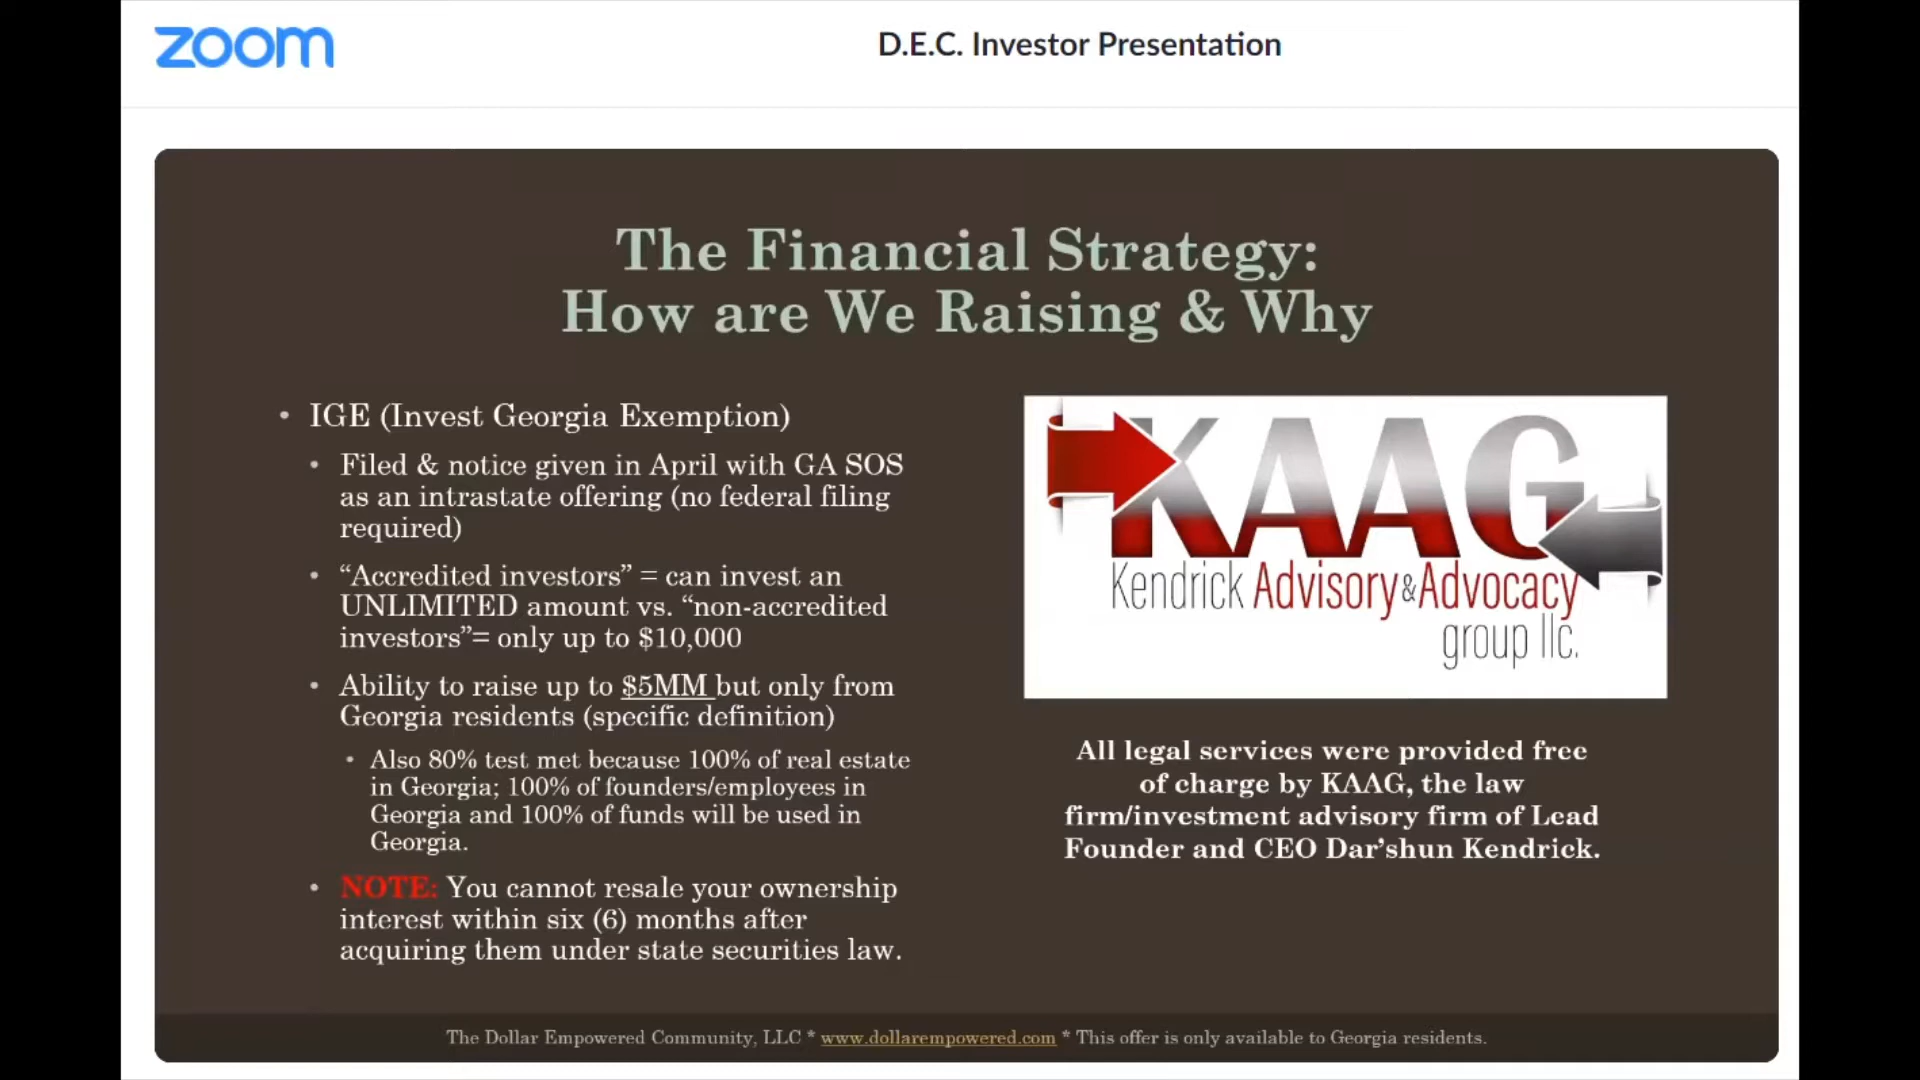 zoom
D.E.C. Investor Presentation
The Financial Strategy:
How are We Raising & Why
• IGE (Invest Georgia Exemption)
• Filed & notice given in April with GA SOS
as an intrastate offering (no federal filing
required)
• “Accredited investors” = can invest an
UNLIMITED amount vs. “non-accredited
investors”= only up to $10,000
• Ability to raise up to $5MM but only from
Georgia residents (specific definition)
• Also 80% test met because 100% of real estate
in Georgia; 100% of founders/employees in
Georgia and 100% of funds will be used in
Georgia.
• NOTE: You cannot resale your ownership
interest within six (6) months after
acquiring them under state securities law.
KAAG
Kendrick Advisory & Advocacy
group llc.
All legal services were provided free
of charge by KAAG, the law
firm/investment advisory firm of Lead
Founder and CEO Dar’shun Kendrick.
The Dollar Empowered Community, LLC * www.dollarempowered.com * This offer is only available to Georgia residents.